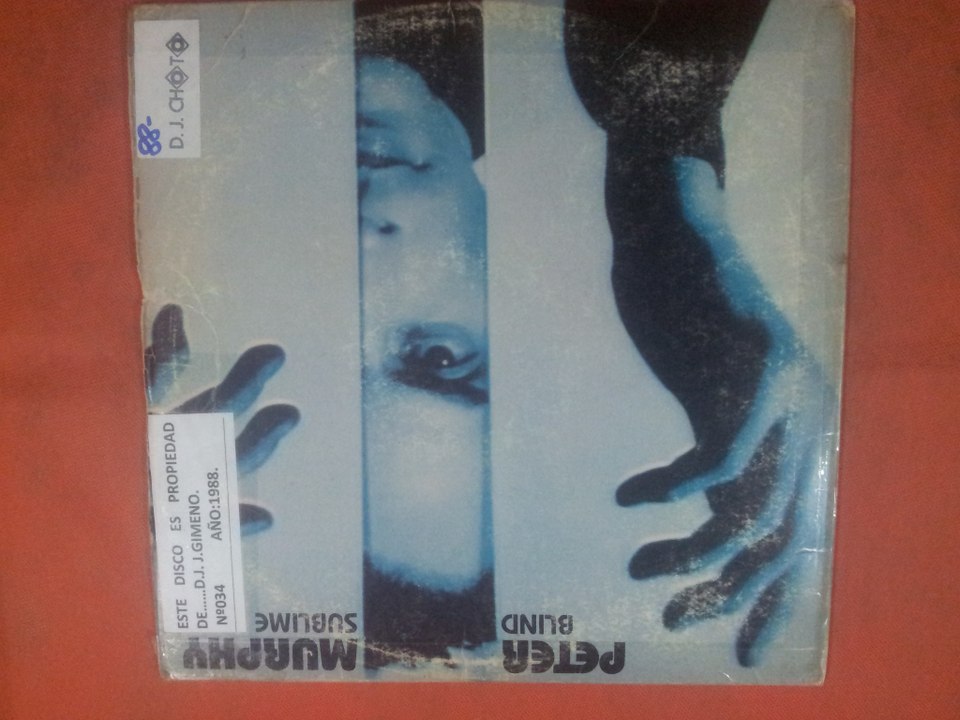 PETER MURPHY
BLIND SUBLIME
88-
D. J. CHOTO
ESTE DISCO ES PROPIEDAD
DE......D.J. J.GIMENO.
Nº034 AÑO:1988.